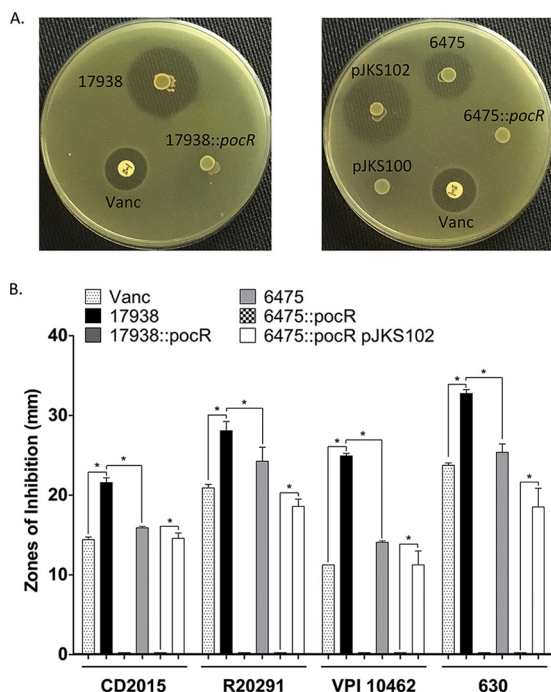 A.
17938
17938::pocR
Vanc
6475
pJKS102
6475::pocR
pJKS100
Vanc
B.
Vanc
17938
17938::pocR
6475
6475::pocR
6475::pocR pJKS102
Zones of Inhibition (mm)
40
30
20
10
0
* * *
* * *
* * *
* * *
CD2015 R20291 VPI 10462 630